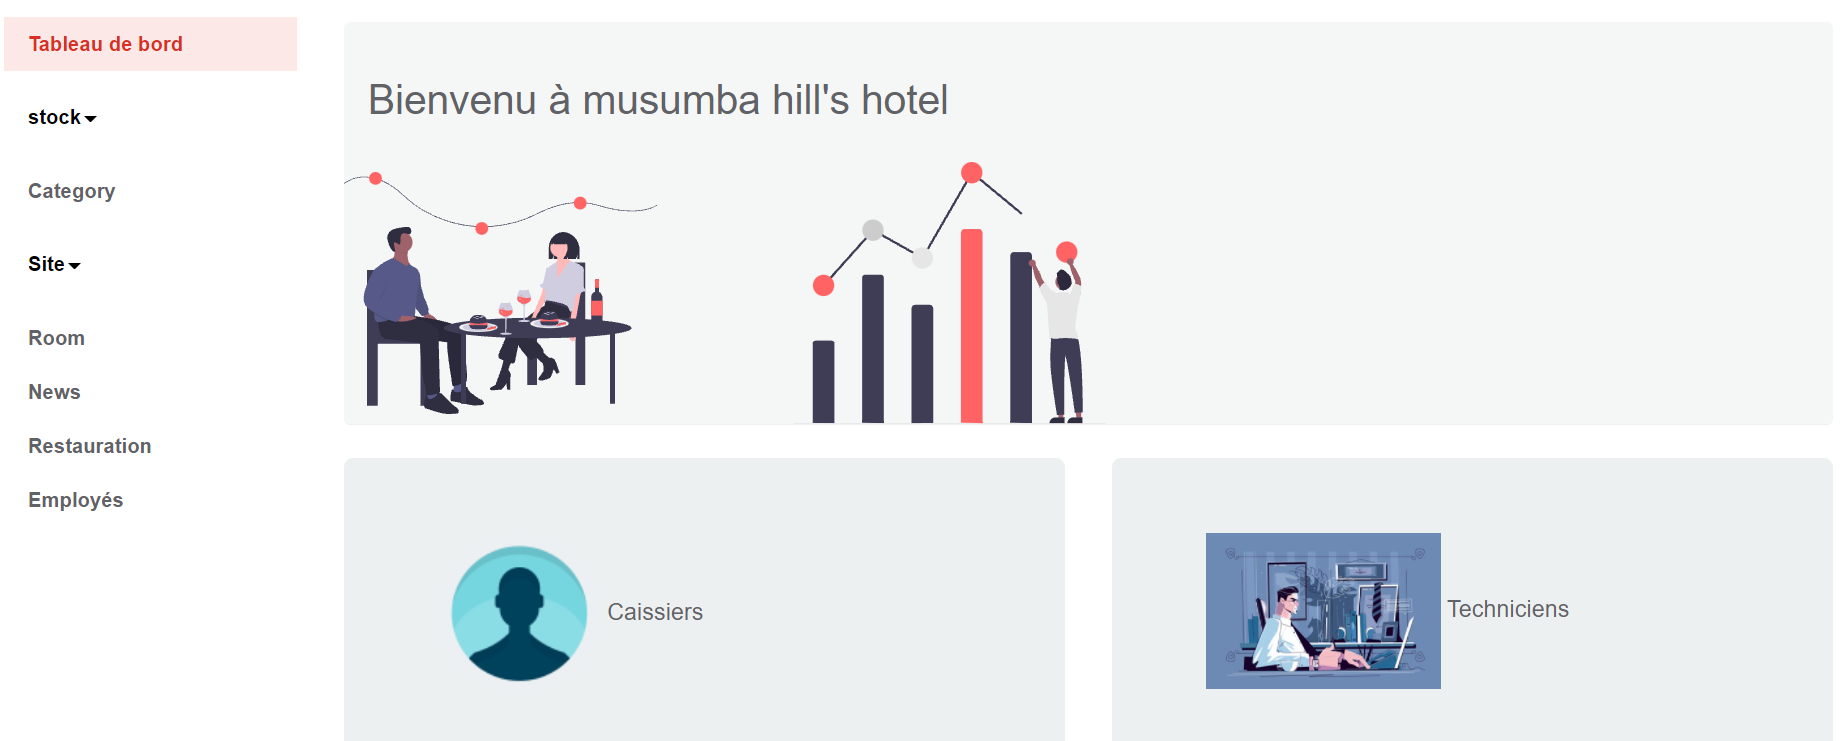 Tableau de bord
stock
Category
Site
Room
News
Restauration
Employés
Bienvenu à musumba hill's hotel
Caissiers
Techniciens